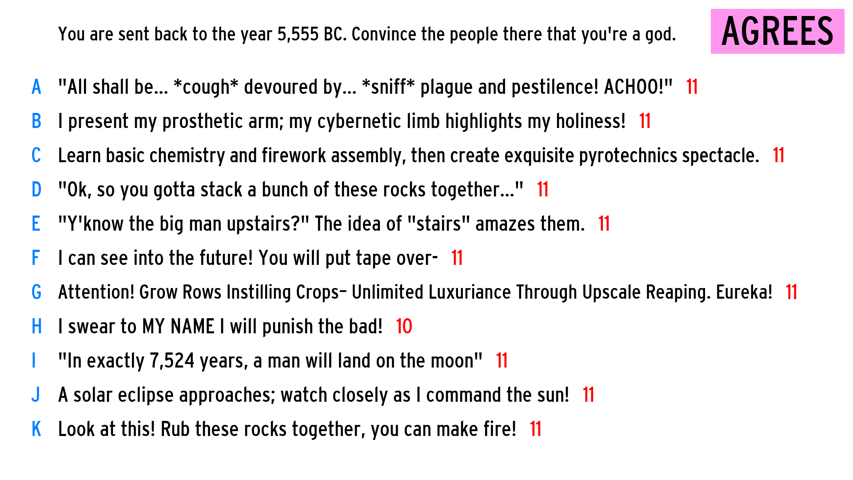 You are sent back to the year 5,555 BC. Convince the people there that you're a god.
AGREES
A "All shall be... *cough* devoured by... *sniff* plague and pestilence! ACHOO!" 11
B I present my prosthetic arm; my cybernetic limb highlights my holiness! 11
C Learn basic chemistry and firework assembly, then create exquisite pyrotechnics spectacle. 11
D "Ok, so you gotta stack a bunch of these rocks together..." 11
E "Y'know the big man upstairs?" The idea of "stairs" amazes them. 11
F I can see into the future! You will put tape over- 11
G Attention! Grow Rows Instilling Crops– Unlimited Luxuriance Through Upscale Reaping. Eureka! 11
H I swear to MY NAME I will punish the bad! 10
I "In exactly 7,524 years, a man will land on the moon" 11
J A solar eclipse approaches; watch closely as I command the sun! 11
K Look at this! Rub these rocks together, you can make fire! 11